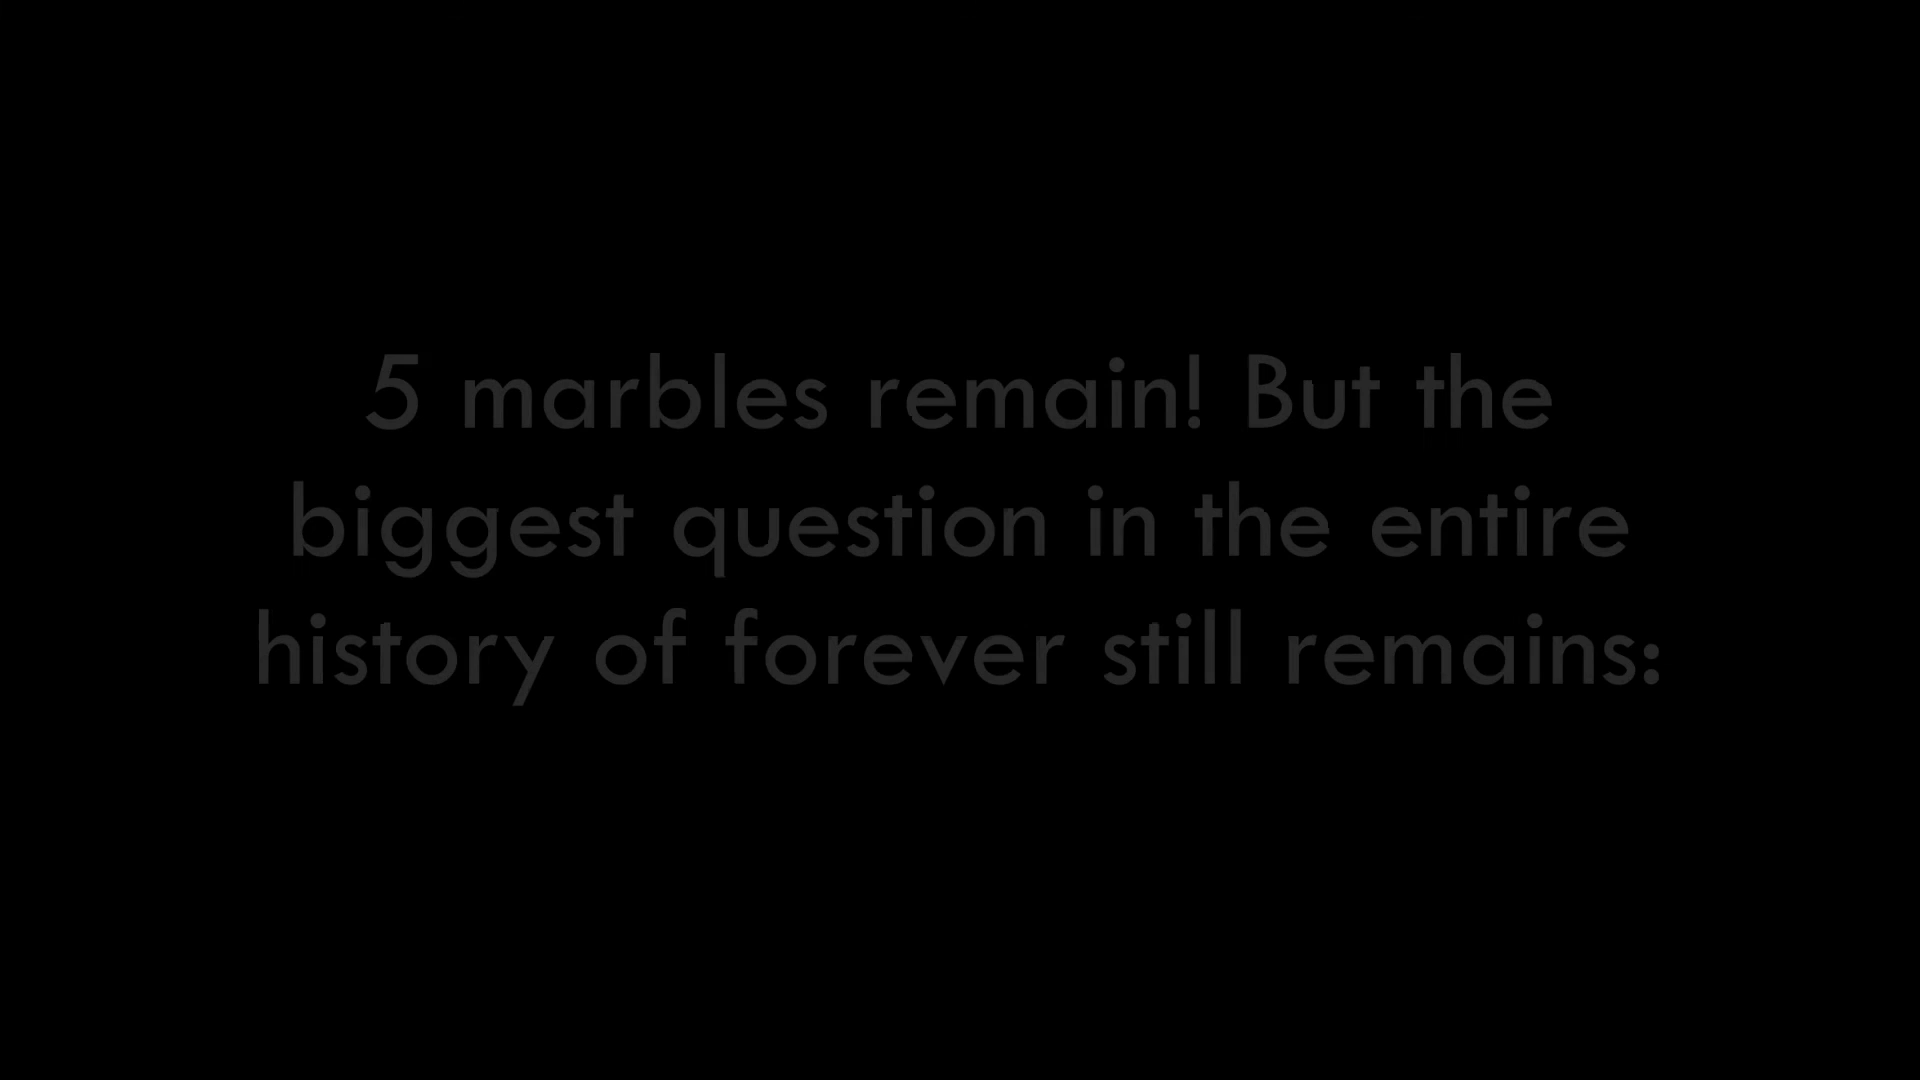 5 marbles remain! But the
biggest question in the entire
history of forever still remains: